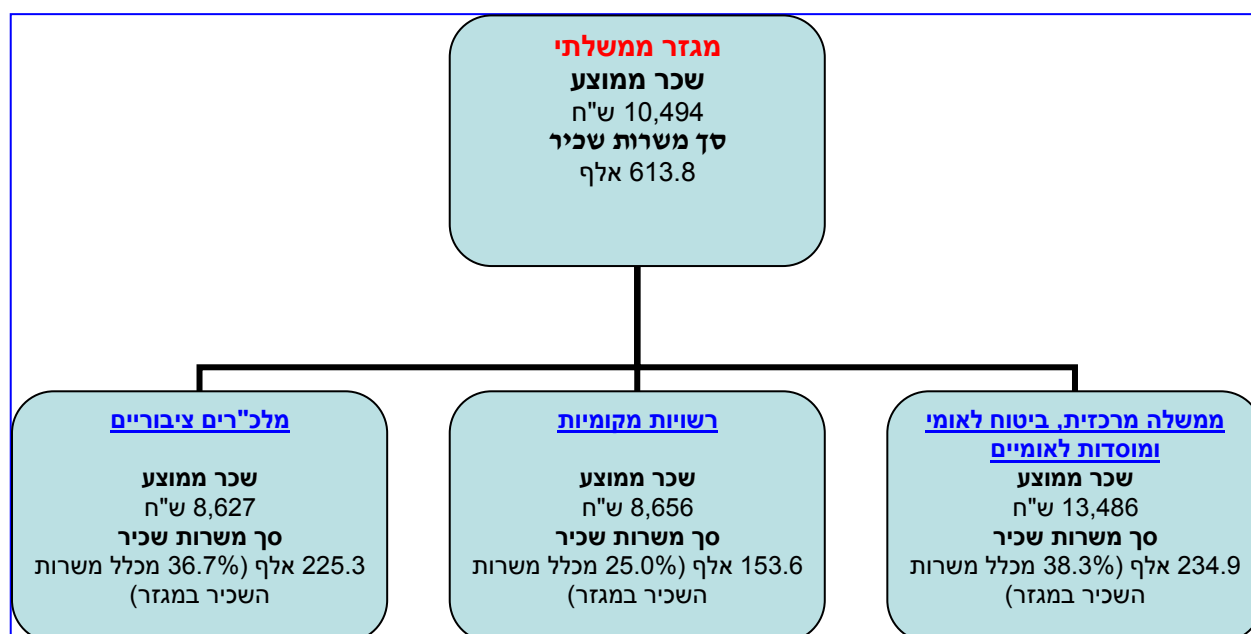 מגזר ממשלתי
שכר ממוצע
10,494 ש"ח
סך משרות שכיר
613.8 אלף
ממשלה מרכזית, ביטוח לאומי
ומוסדות לאומיים
שכר ממוצע
13,486 ש"ח
סך משרות שכיר
234.9 אלף (38.3% מכלל משרות
השכיר במגזר)
רשויות מקומיות
שכר ממוצע
8,656 ש"ח
סך משרות שכיר
153.6 אלף (25.0% מכלל משרות
השכיר במגזר)
מלכ"רים ציבוריים
שכר ממוצע
8,627 ש"ח
סך משרות שכיר
225.3 אלף (36.7% מכלל משרות
השכיר במגזר)